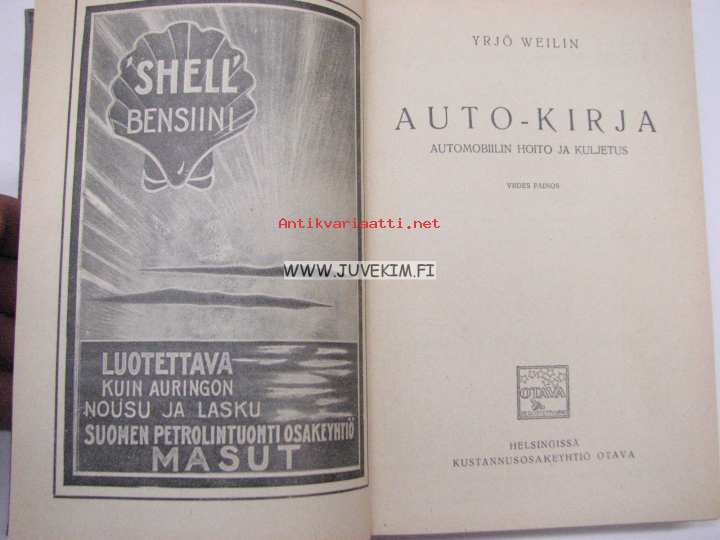 'SHELL'
BENSIINI
LUOTETTAVA
KUIN AURINGON
NOUSU JA LASKU
SUOMEN PETROLINTUONTI OSAKEYHTIÖ
MASUT
YRJÖ WEILIN
AUTO-KIRJA
AUTOMOBIILIN HOITO JA KULJETUS
VIIDES PAINOS
Antikvariaatti.net
WWW.JUVEKIM.FI
OTAVA
HELSINGISSÄ
KUSTANNUSOSAKEYHTIÖ OTAVA